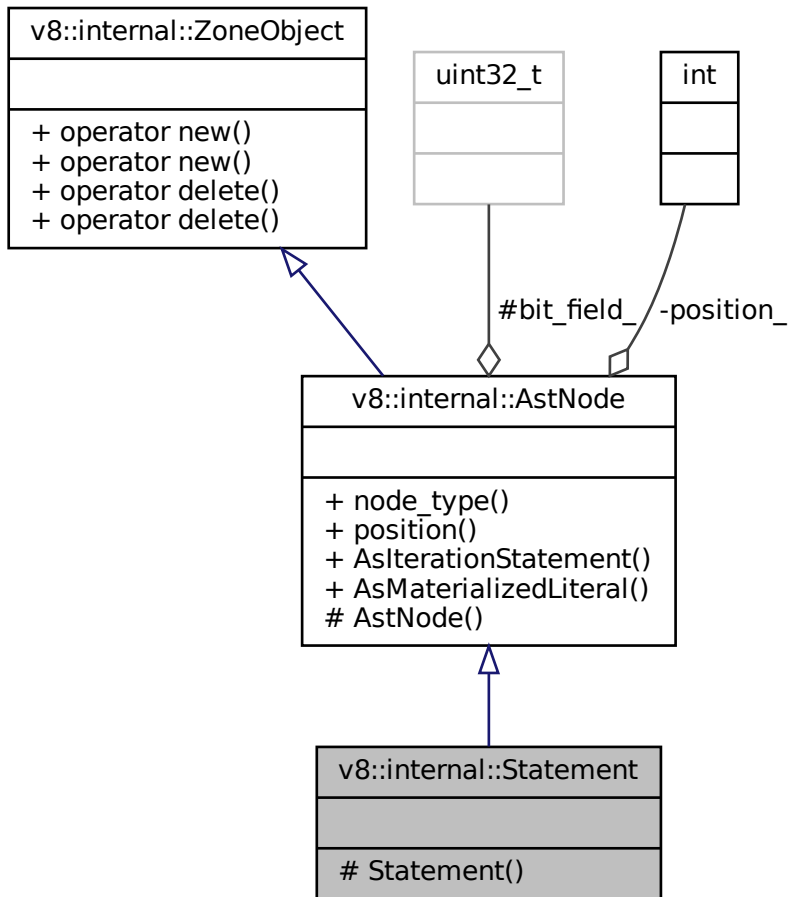 v8::internal::ZoneObject
uint32_t
int
+ operator new()
+ operator new()
+ operator delete()
+ operator delete()
#bit_field_
-position_
v8::internal::AstNode
+ node_type()
+ position()
+ AsIterationStatement()
+ AsMaterializedLiteral()
# AstNode()
v8::internal::Statement
# Statement()